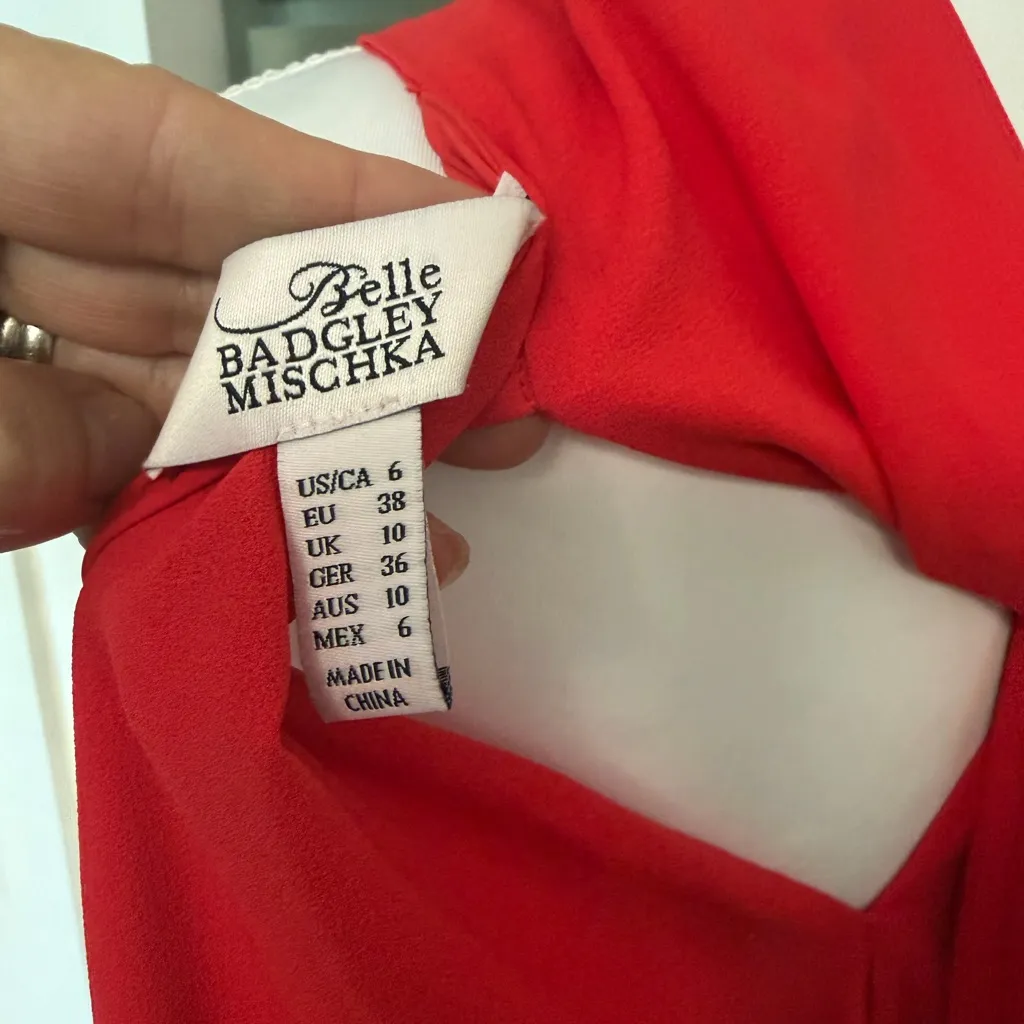 Belle
BADGLEY
MISCHKA
US/CA 6
EU 38
UK 10
GER 36
AUS 10
MEX 6
MADE IN
CHINA